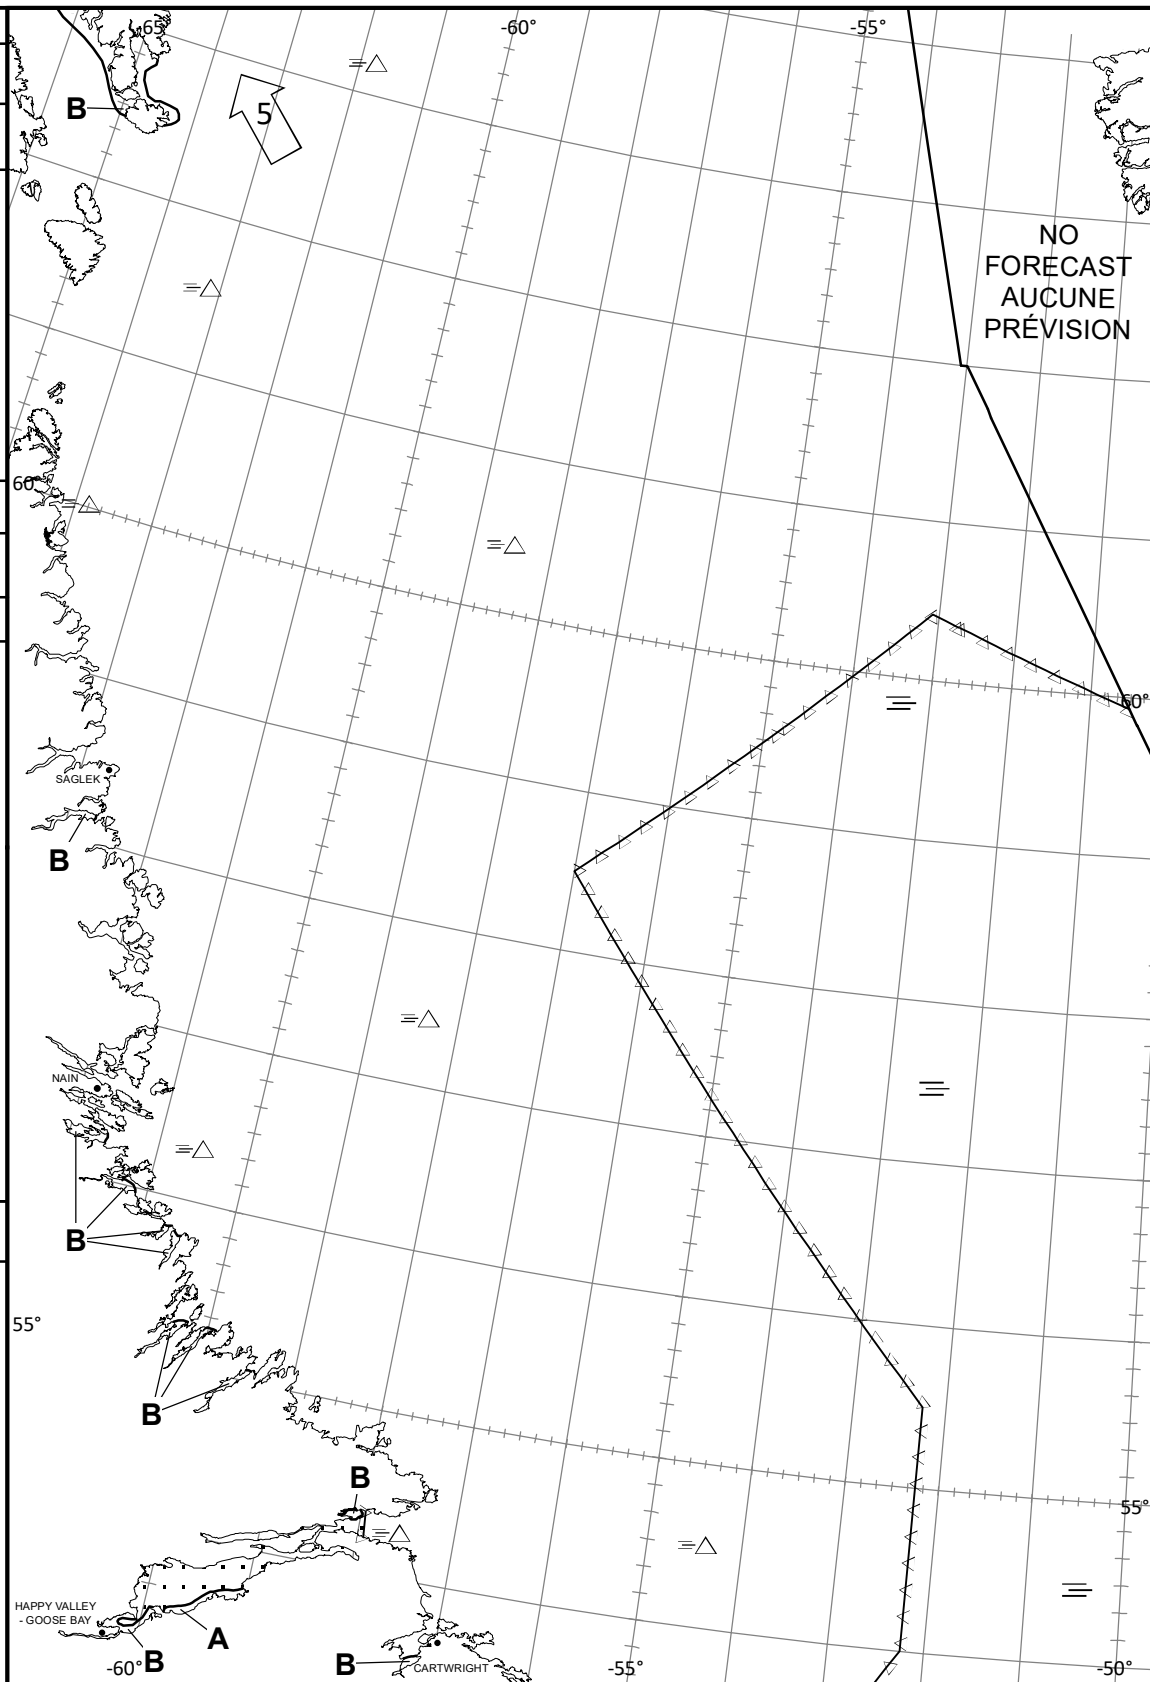 -65°
-60°
-55°
B
5
NO
FORECAST
AUCUNE
PRÉVISION
60°
60°
SAGLEK
B
NAIN
B
55°
B
B
55°
HAPPY VALLEY
- GOOSE BAY
A
B
B
CARTWRIGHT
-60°
-55°
-50°